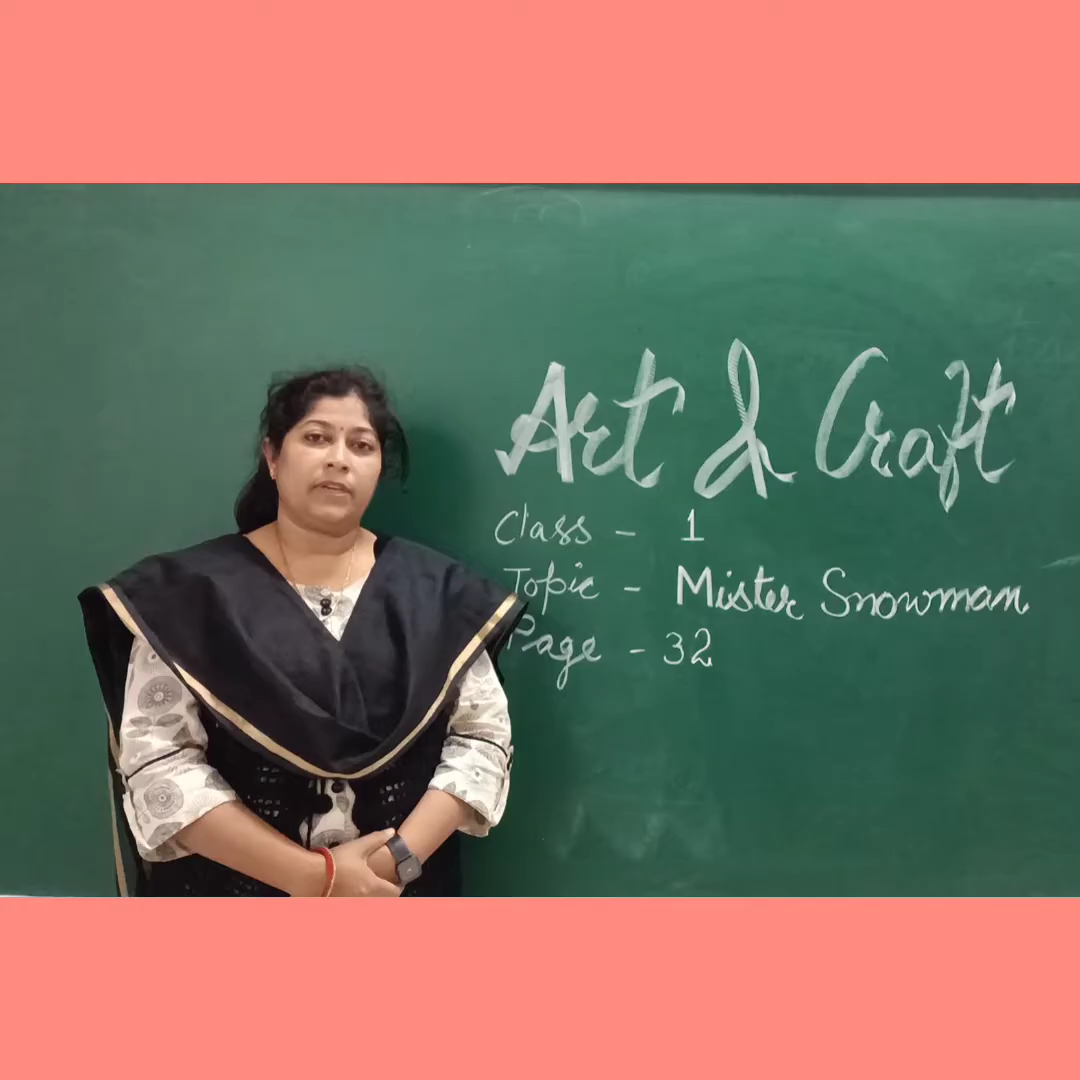 Art & Craft
Class - 1
Topic - Mister Snowman
Page - 32